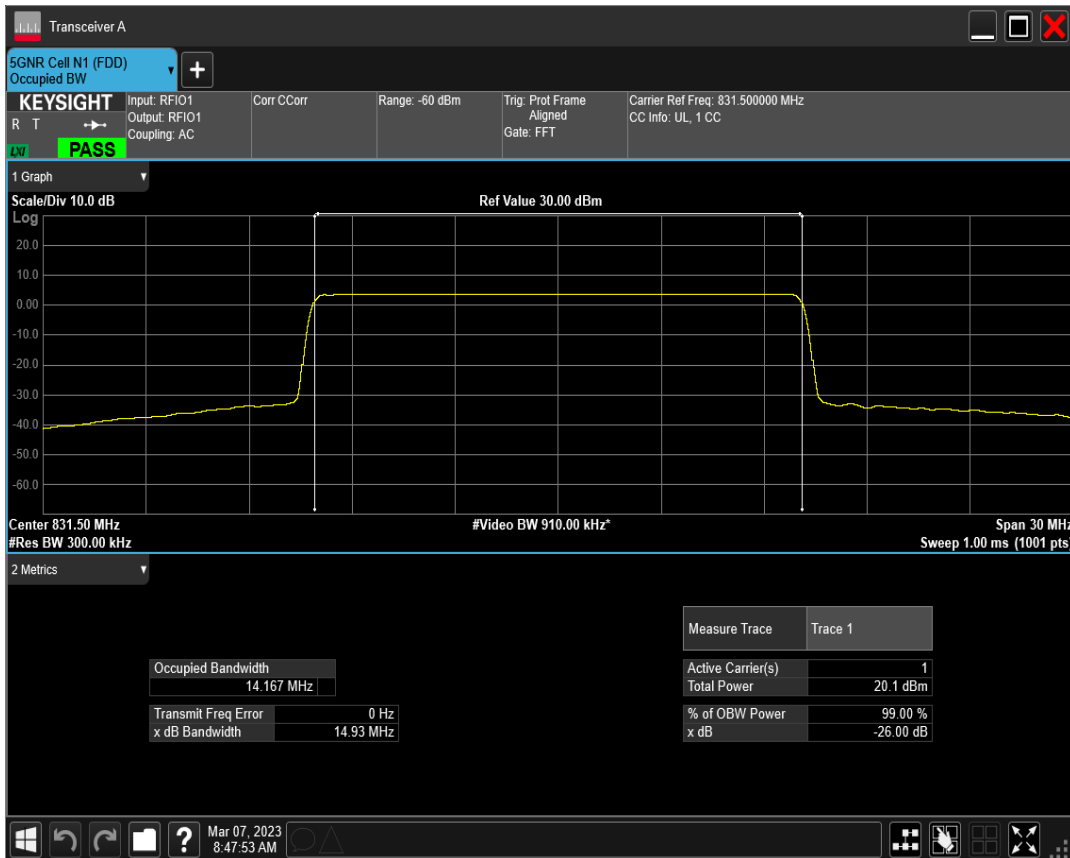 Transceiver A
5GNR Cell N1 (FDD)
Occupied BW
+
KEYSIGHT
R T
LXI
PASS
Input: RFIO1
Output: RFIO1
Coupling: AC
Corr CCorr
Range: -60 dBm
Trig: Prot Frame
Aligned
Gate: FFT
Carrier Ref Freq: 831.500000 MHz
CC Info: UL, 1 CC
1 Graph
Scale/Div 10.0 dB
Ref Value 30.00 dBm
Log
20.0
10.0
0.00
-10.0
-20.0
-30.0
-40.0
-50.0
-60.0
Center 831.50 MHz
#Video BW 910.00 kHz*
Span 30 MHz
#Res BW 300.00 kHz
Sweep 1.00 ms (1001 pts)
2 Metrics
Measure Trace Trace 1
Occupied Bandwidth
14.167 MHz
Active Carrier(s) 1
Total Power 20.1 dBm
Transmit Freq Error 0 Hz
x dB Bandwidth 14.93 MHz
% of OBW Power 99.00 %
x dB -26.00 dB
?
Mar 07, 2023
8:47:53 AM